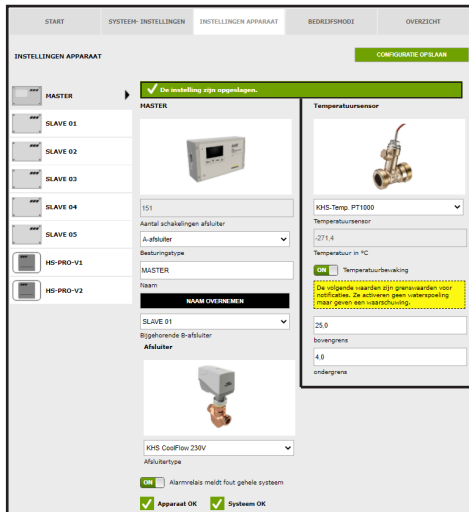 START
SYSTEEM- INSTELLINGEN
INSTELLINGEN APPARAAT
BEDRIJFSMODI
OVERZICHT
INSTELLINGEN APPARAAT
CONFIGURATIE OPSLAAN
MASTER
SLAVE 01
SLAVE 02
SLAVE 03
SLAVE 04
SLAVE 05
HS-PRO-V1
HS-PRO-V2
De instelling zijn opgeslagen.
MASTER
151
Aantal schakelingen afsluiter
A-afsluiter
Besturingstype
MASTER
Naam
NAAM OVERNEMEN
SLAVE 01
Bijgehorende B-afsluiter
Afsluiter
KHS CoolFlow 230V
Afsluitertype
ON Alarmrelais meldt fout gehele systeem
Apparaat OK
Systeem OK
Temperatuursensor
KHS-Temp. PT1000
Temperatuursensor
-271,4
Temperatuur in °C
ON Temperatuurbewaking
De volgende waarden zijn grenswaarden voor
notificaties. Ze activeren geen waterspoeling
maar geven een waarschuwing.
25,0
bovengrens
4,0
ondergrens